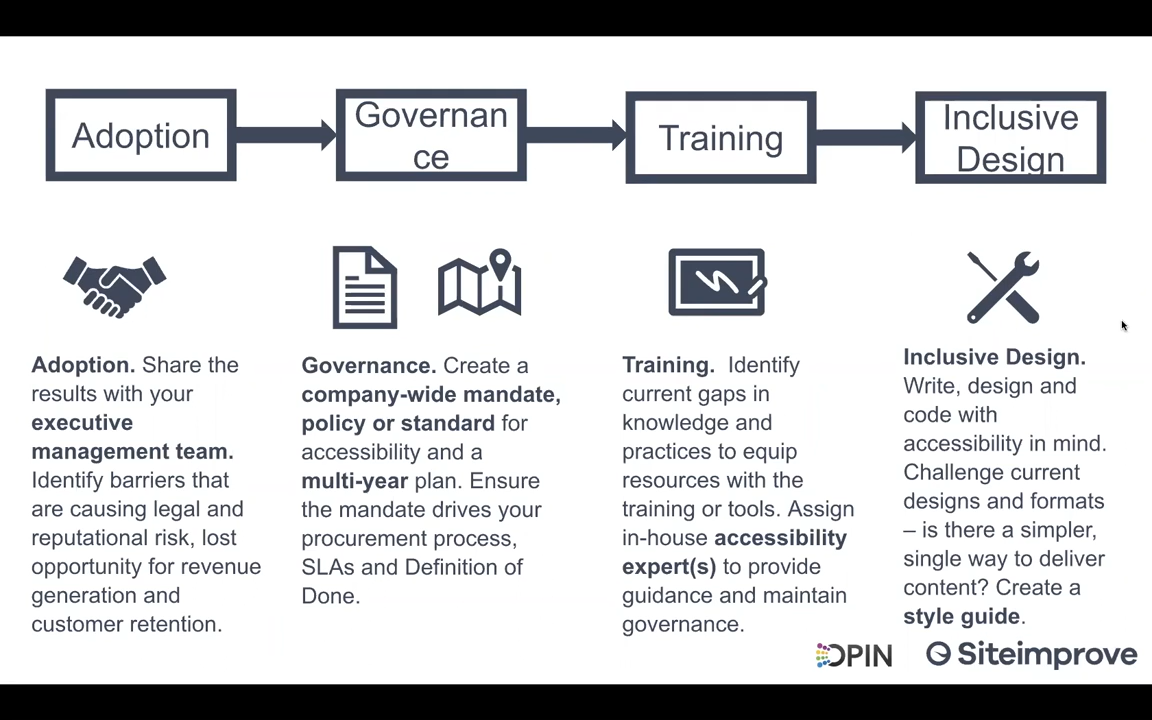 Adoption
Governan
ce
Training
Inclusive
Design
Adoption. Share the
results with your
executive
management team.
Identify barriers that
are causing legal and
reputational risk, lost
opportunity for revenue
generation and
customer retention.
Governance. Create a
company-wide mandate,
policy or standard for
accessibility and a
multi-year plan. Ensure
the mandate drives your
procurement process,
SLAs and Definition of
Done.
Training. Identify
current gaps in
knowledge and
practices to equip
resources with the
training or tools. Assign
in-house accessibility
expert(s) to provide
guidance and maintain
governance.
Inclusive Design.
Write, design and
code with
accessibility in mind.
Challenge current
designs and formats
– is there a simpler,
single way to deliver
content? Create a
style guide.
DPIN
Siteimprove